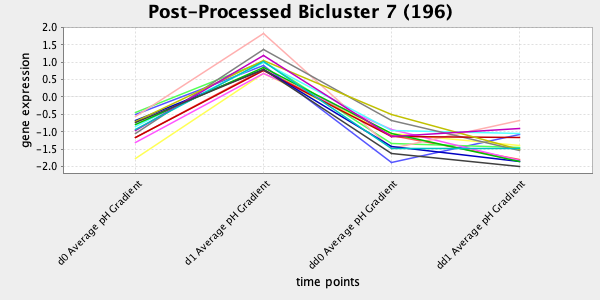 Post-Processed Bicluster 7 (196)
gene expression
2.0
1.5
1.0
0.5
0.0
-0.5
-1.0
-1.5
-2.0
d0 Average pH Gradient
d1 Average pH Gradient
dd0 Average pH Gradient
dd1 Average pH Gradient
time points